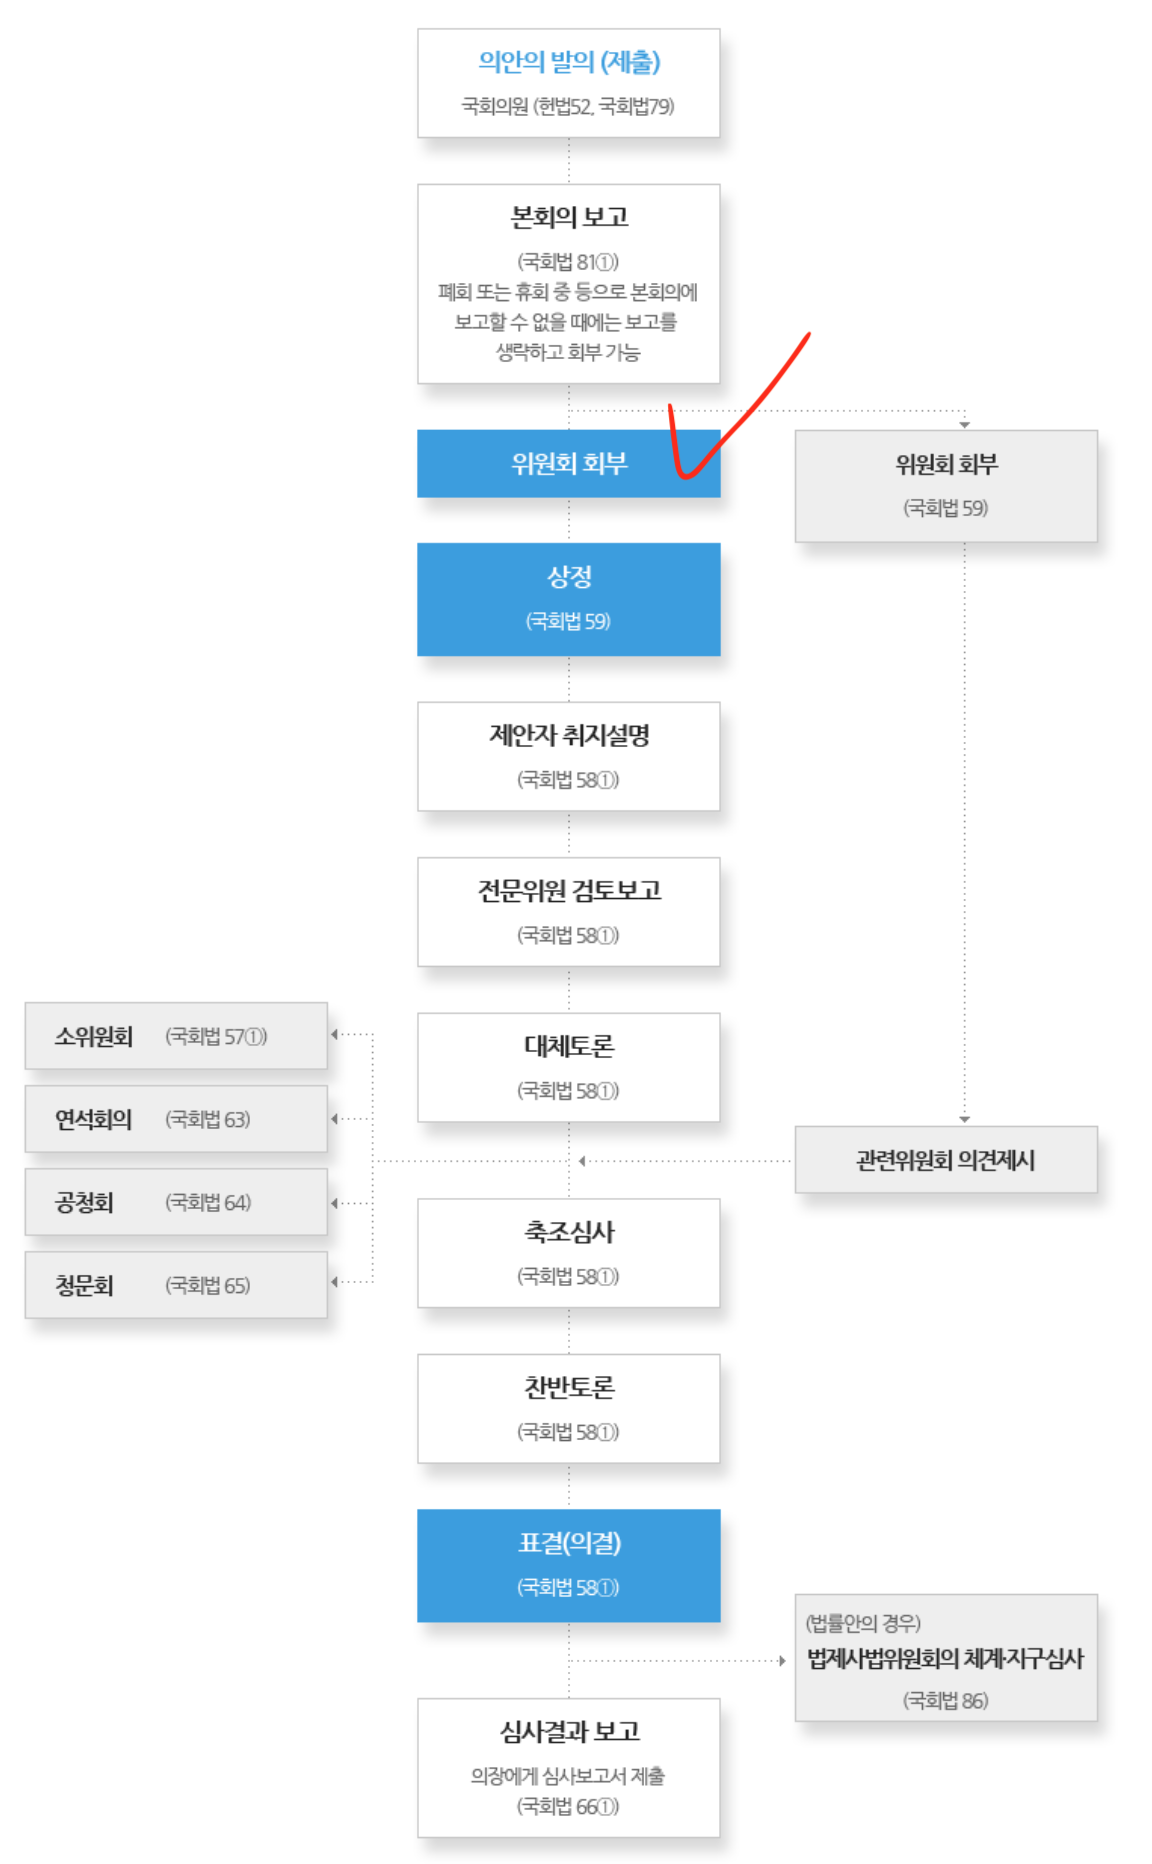 의안의 발의 (제출)
국회의원 (헌법52, 국회법79)
본회의 보고
(국회법 81①)
폐회 또는 휴회 중 등으로 본회의에
보고할 수 없을 때에는 보고를
생략하고 회부 가능
위원회 회부
위원회 회부
(국회법 59)
상정
(국회법 59)
제안자 취지설명
(국회법 58①)
전문위원 검토보고
(국회법 58①)
대체토론
(국회법 58①)
소위원회 (국회법 57①)
연석회의 (국회법 63)
공청회 (국회법 64)
청문회 (국회법 65)
관련위원회 의견제시
축조심사
(국회법 58①)
찬반토론
(국회법 58①)
표결(의결)
(국회법 58①)
(법률안의 경우)
법제사법위원회의 체계·자구심사
(국회법 86)
심사결과 보고
의장에게 심사보고서 제출
(국회법 66①)